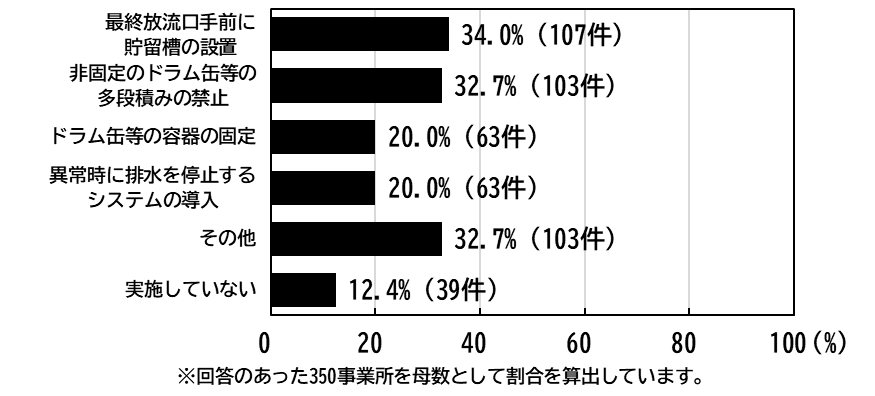 最終放流口手前に
貯留槽の設置
34.0%（107件）
非固定のドラム缶等の
多段積みの禁止
32.7%（103件）
ドラム缶等の容器の固定
20.0%（63件）
異常時に排水を停止する
システムの導入
20.0%（63件）
その他
32.7%（103件）
実施していない
12.4%（39件）
0 20 40 60 80 100(%)
※回答のあった350事業所を母数として割合を算出しています。